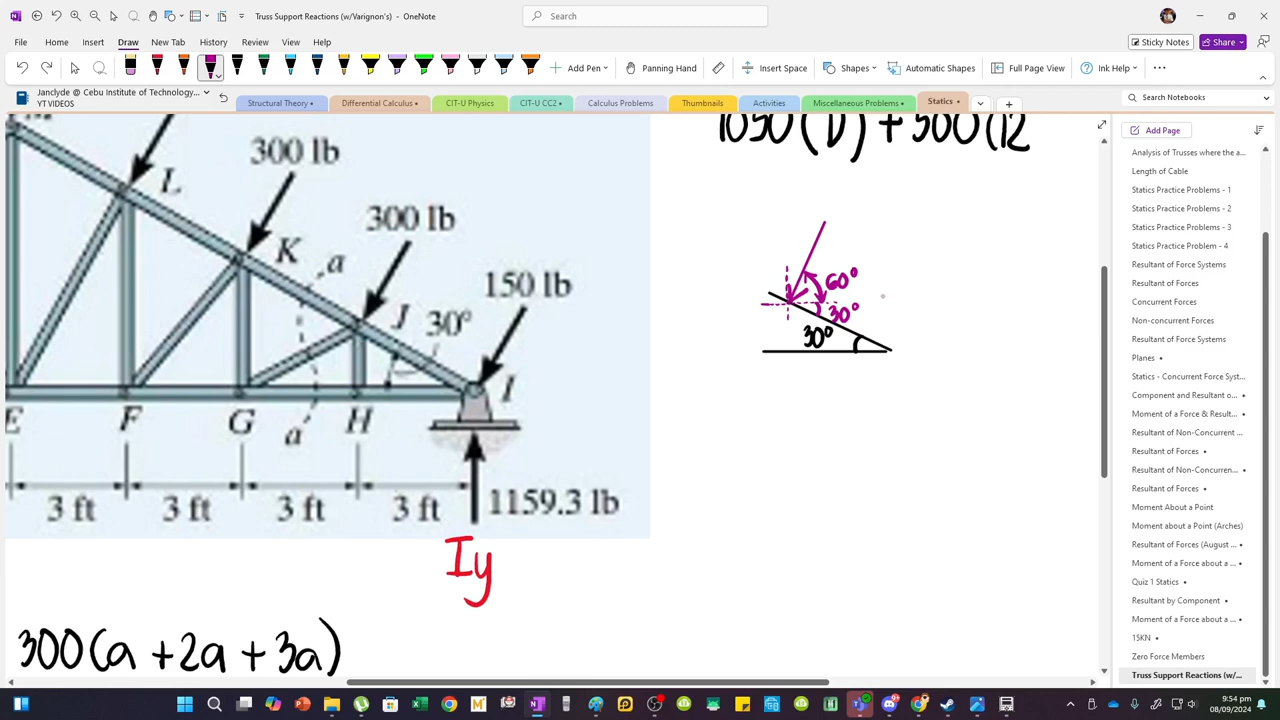 Truss Support Reactions (w/Varignon's) - OneNote
Search
File Home Insert Draw New Tab History Review View Help
Sticky Notes
Share
Add Pen
Panning Hand
Insert Space
Shapes
Automatic Shapes
Full Page View
Ink Help
Janclyde @ Cebu Institute of Technology...
YT VIDEOS
Structural Theory
Differential Calculus
CIT-U Physics
CIT-U CC2
Calculus Problems
Thumbnails
Activities
Miscellaneous Problems
Statics
Search Notebooks
Add Page
Analysis of Trusses where the a...
Length of Cable
Statics Practice Problems - 1
Statics Practice Problems - 2
Statics Practice Problems - 3
Statics Practice Problem - 4
Resultant of Force Systems
Resultant of Forces
Concurrent Forces
Non-concurrent Forces
Resultant of Force Systems
Planes
Statics - Concurrent Force Syst...
Component and Resultant o...
Moment of a Force & Result...
Resultant of Non-Concurrent ...
Resultant of Forces
Resultant of Non-Concurren...
Resultant of Forces
Moment About a Point
Moment about a Point (Arches)
Resultant of Forces (August ...
Moment of a Force about a ...
Quiz 1 Statics
Resultant by Component
Moment of a Force about a ...
15KN
Zero Force Members
Truss Support Reactions (w/...
300 lb
L
300 lb
K
a
150 lb
J
30°
I
E
F
G
a
H
3 ft
3 ft
3 ft
3 ft
1159.3 lb
Iy
300(a +2a +3a)
60°
30°
30°
9:54 pm
08/09/2024